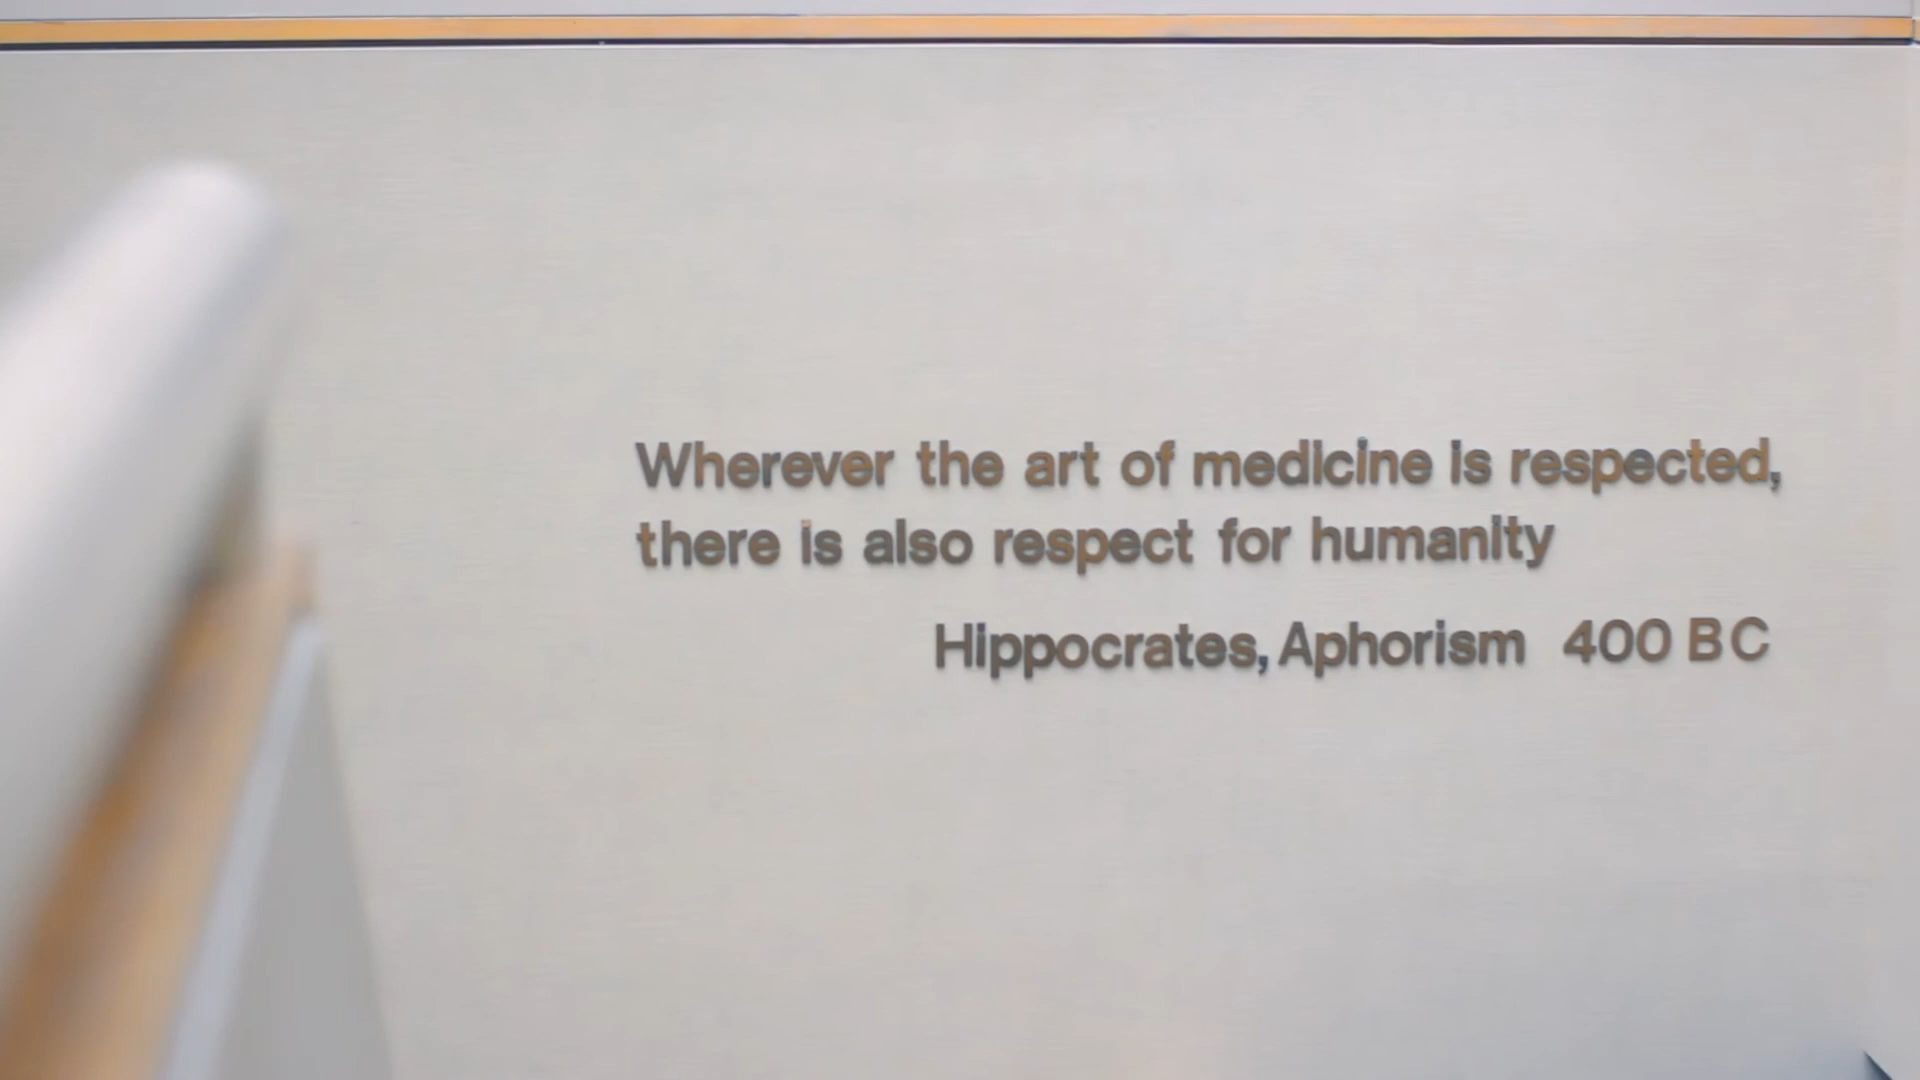 Wherever the art of medicine is respected,
there is also respect for humanity
Hippocrates, Aphorism 400 BC